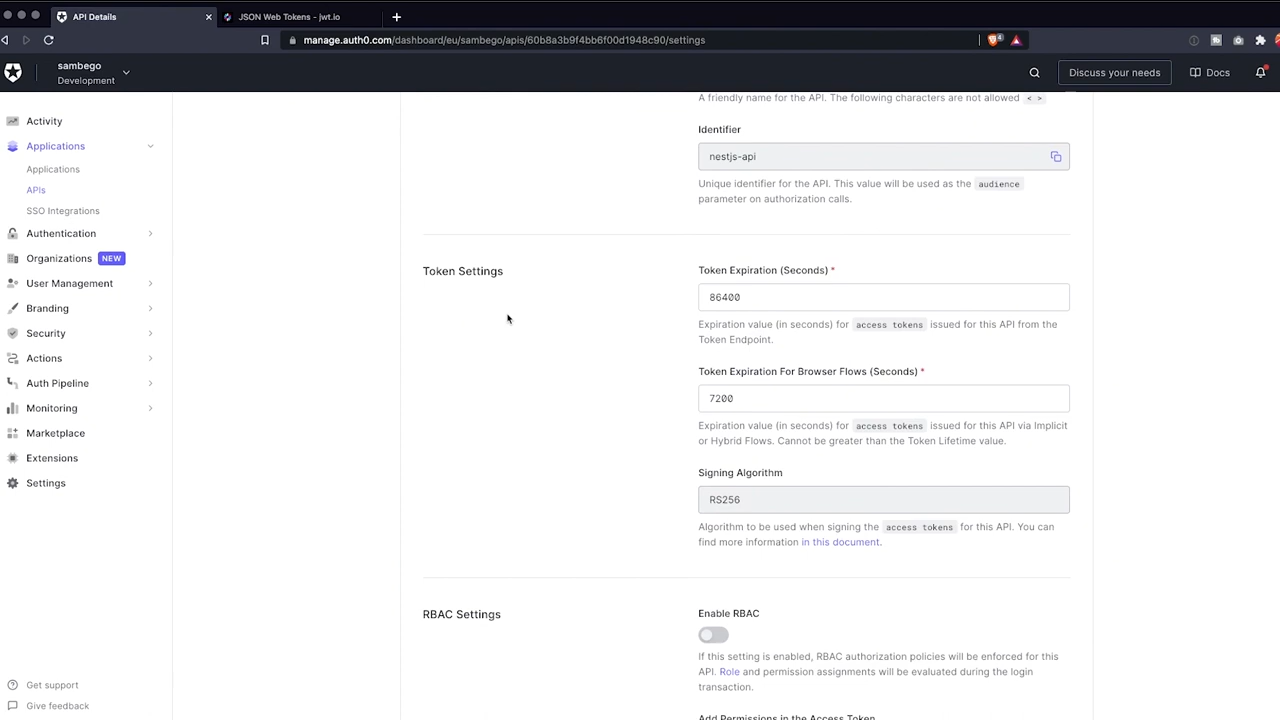 API Details
JSON Web Tokens - jwt.io
manage.auth0.com/dashboard/eu/sambego/apis/60b8a3b9f4bb6f00d1948c90/settings
4
sambego
Development
Discuss your needs
Docs
Activity
Applications
Applications
APIs
SSO Integrations
Authentication
Organizations NEW
User Management
Branding
Security
Actions
Auth Pipeline
Monitoring
Marketplace
Extensions
Settings
Get support
Give feedback
A friendly name for the API. The following characters are not allowed < >
Identifier
nestjs-api
Unique identifier for the API. This value will be used as the audience
parameter on authorization calls.
Token Settings
Token Expiration (Seconds) *
86400
Expiration value (in seconds) for access tokens issued for this API from the
Token Endpoint.
Token Expiration For Browser Flows (Seconds) *
7200
Expiration value (in seconds) for access tokens issued for this API via Implicit
or Hybrid Flows. Cannot be greater than the Token Lifetime value.
Signing Algorithm
RS256
Algorithm to be used when signing the access tokens for this API. You can
find more information in this document.
RBAC Settings
Enable RBAC
If this setting is enabled, RBAC authorization policies will be enforced for this
API. Role and permission assignments will be evaluated during the login
transaction.
Add Permissions in the Access Token